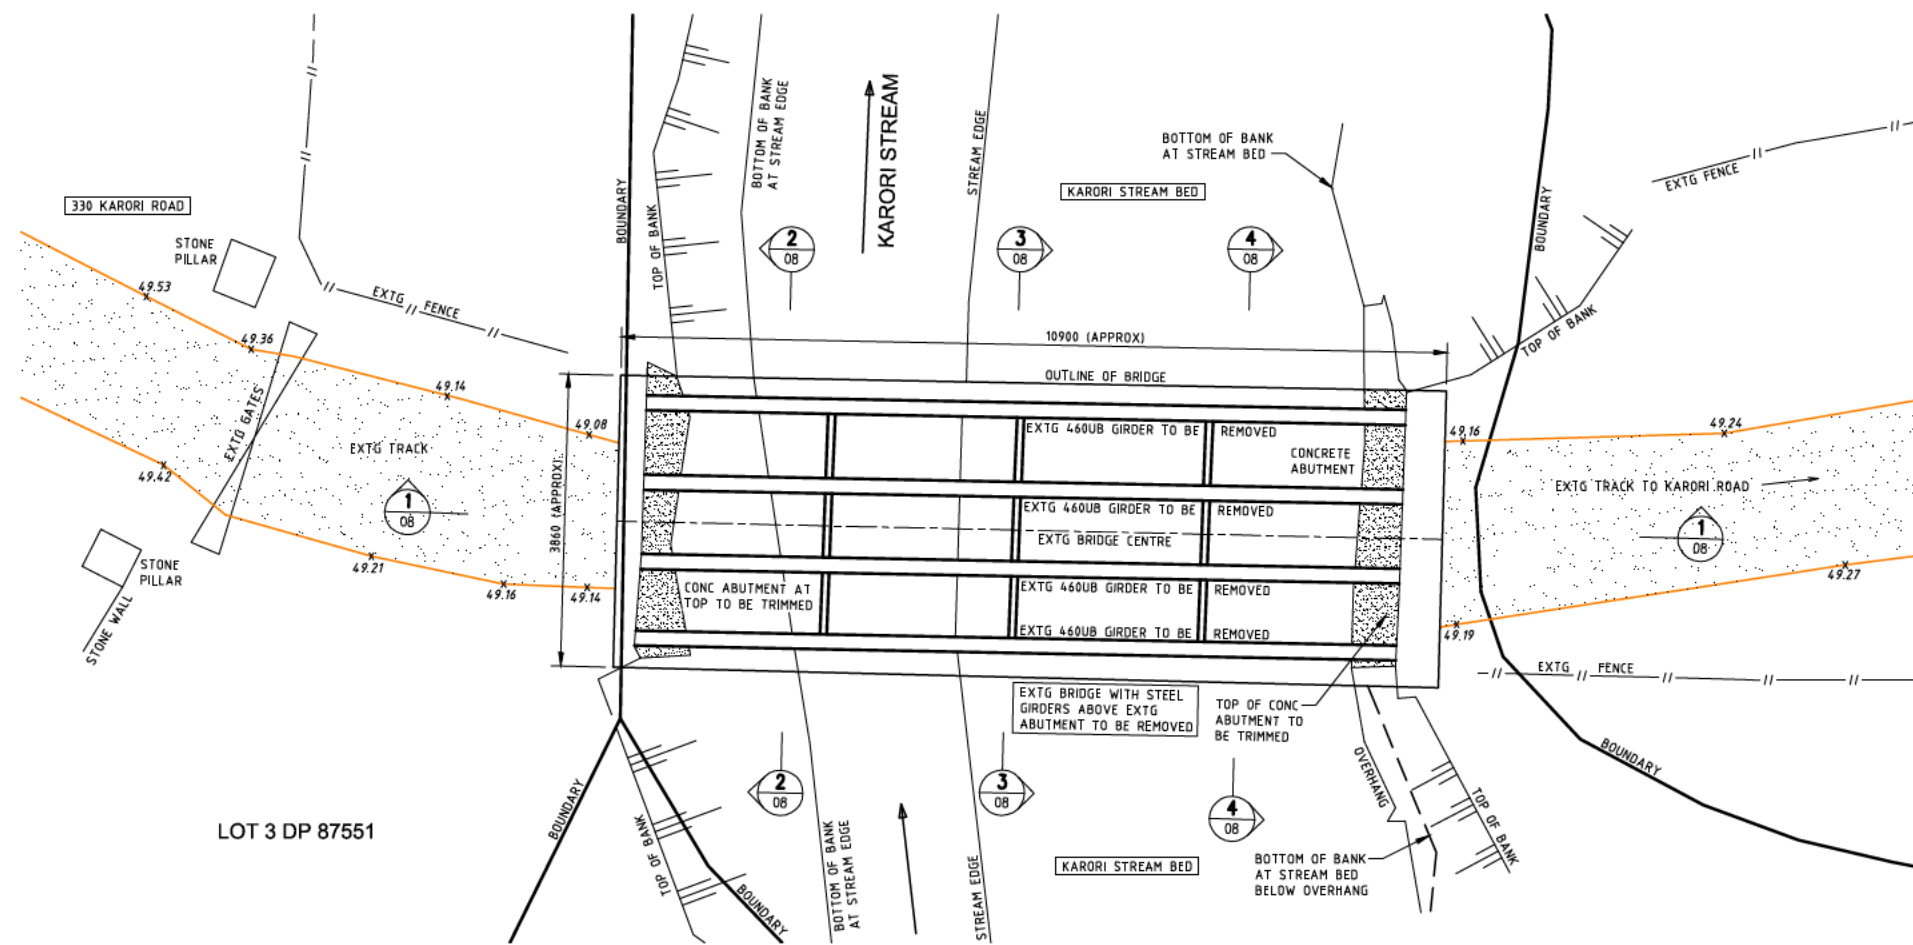 BOTTOM OF BANK
AT STREAM EDGE
KARORI STREAM
STREAM EDGE
BOTTOM OF BANK
AT STREAM BED
KARORI STREAM BED
EXTG FENCE
330 KARORI ROAD
STONE
PILLAR
BOUNDARY
TOP OF BANK
2
08
3
08
4
08
BOUNDARY
49.53
EXTG FENCE
49.36
10900 (APPROX)
TOP OF BANK
OUTLINE OF BRIDGE
49.14
49.08
EXTG GATES
EXTG TRACK
49.42
EXTG 460UB GIRDER TO BE REMOVED
CONCRETE
ABUTMENT
49.16
49.24
EXTG TRACK TO KARORI ROAD
1
08
3860 (APPROX)
EXTG 460UB GIRDER TO BE REMOVED
EXTG BRIDGE CENTRE
1
08
STONE
PILLAR
STONE WALL
49.21
49.16
49.14
CONC ABUTMENT AT
TOP TO BE TRIMMED
EXTG 460UB GIRDER TO BE REMOVED
EXTG 460UB GIRDER TO BE REMOVED
49.27
49.19
EXTG FENCE
EXTG BRIDGE WITH STEEL
GIRDERS ABOVE EXTG
ABUTMENT TO BE REMOVED
TOP OF CONC
ABUTMENT TO
BE TRIMMED
OVERHANG
BOUNDARY
2
08
3
08
4
08
TOP OF BANK
LOT 3 DP 87551
BOUNDARY
TOP OF BANK
BOUNDARY
BOTTOM OF BANK
AT STREAM EDGE
STREAM EDGE
KARORI STREAM BED
BOTTOM OF BANK
AT STREAM BED
BELOW OVERHANG